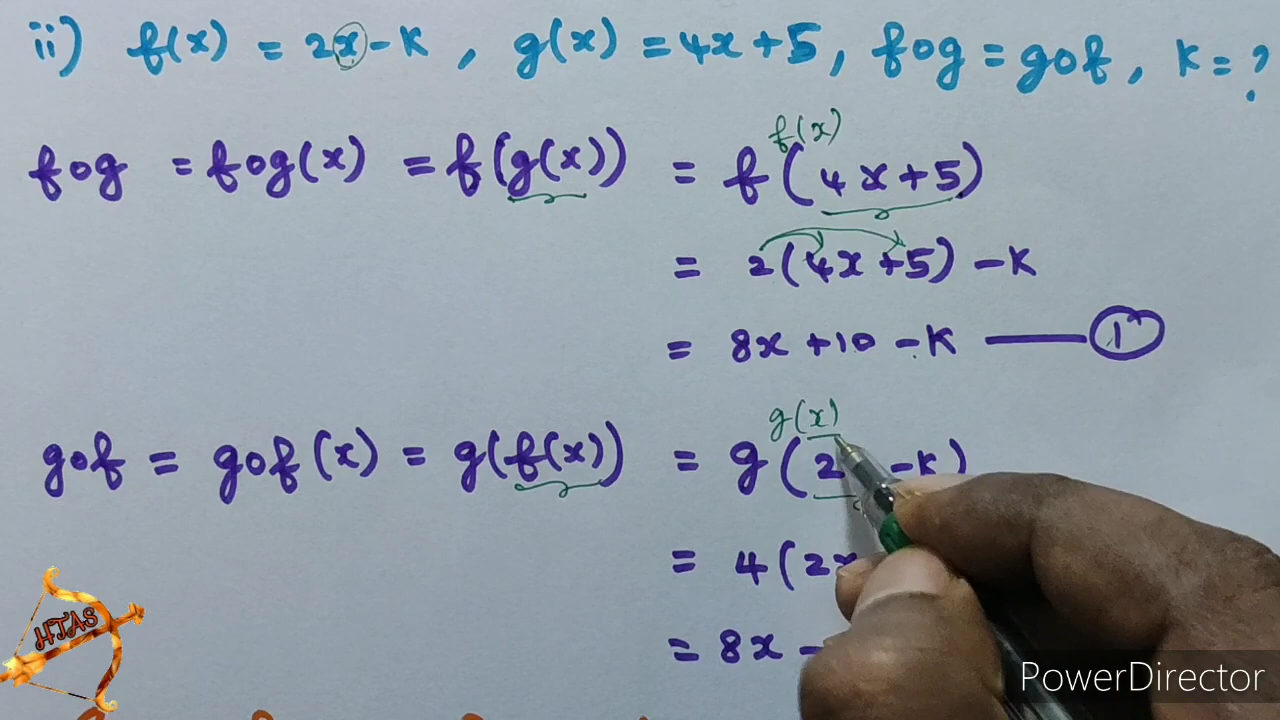 ii) f(x) = 2x - K , g(x) = 4x + 5 , fog = gof , K = ?
f(x)
fog = fog(x) = f(g(x)) = f(4x+5)
= 2(4x+5) - K
= 8x + 10 - K —— 1
g(x)
gof = gof(x) = g(f(x)) = g(2 -K)
= 4(2x
= 8x -
HTAS
PowerDirector